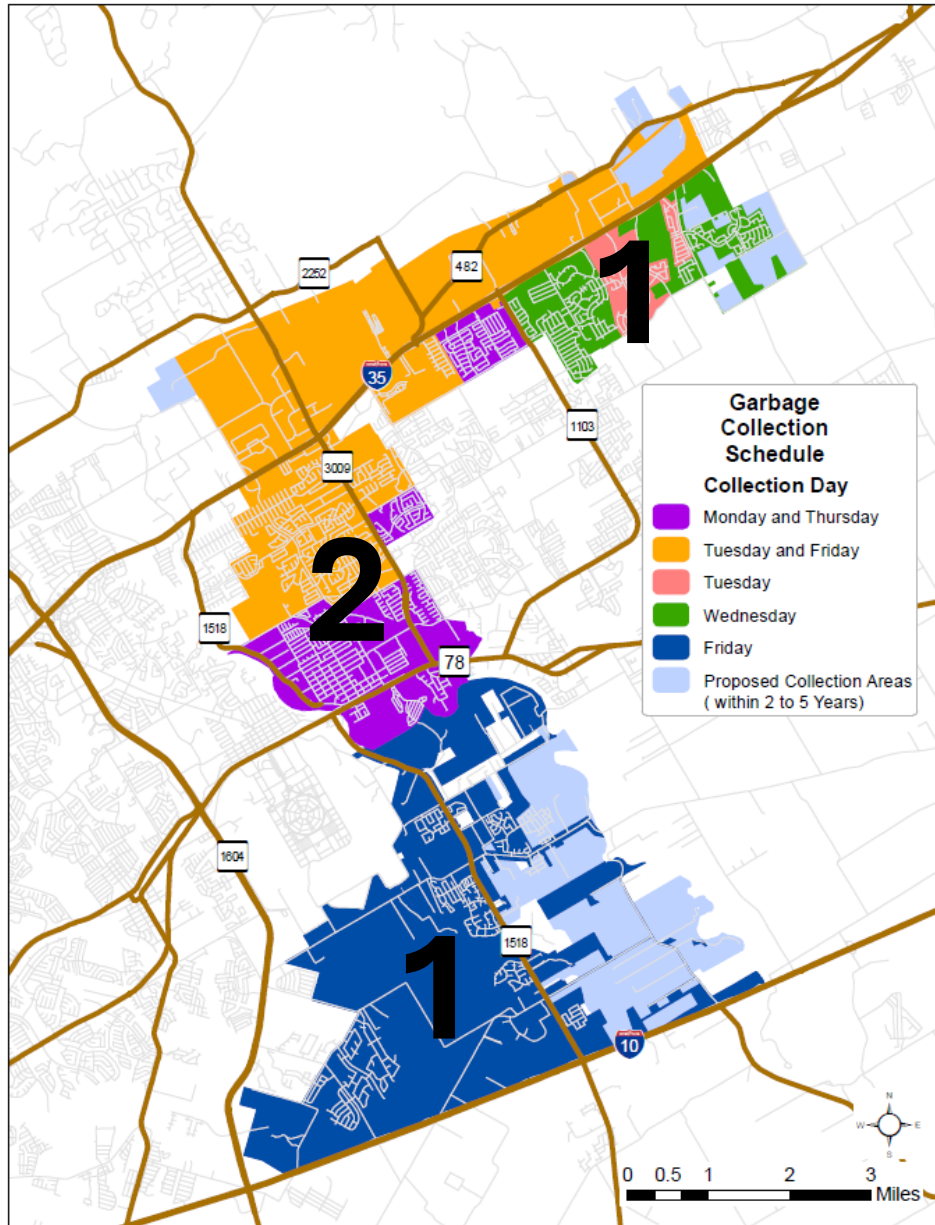 1
482
2252
35
1103
Garbage
Collection
Schedule
Collection Day
Monday and Thursday
Tuesday and Friday
Tuesday
Wednesday
Friday
Proposed Collection Areas
( within 2 to 5 Years)
3009
2
1518
78
1604
1
1518
10
N
W E
S
0 0.5 1 2 3
Miles